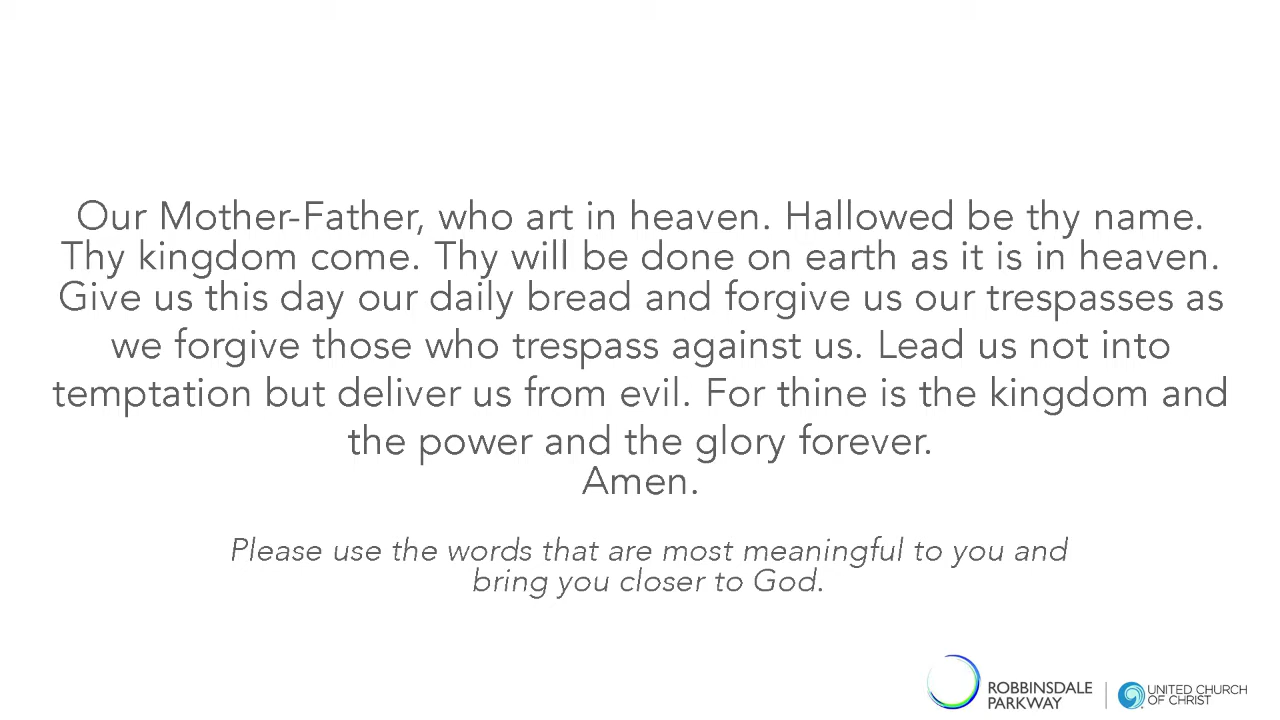 Our Mother-Father, who art in heaven. Hallowed be thy name.
Thy kingdom come. Thy will be done on earth as it is in heaven.
Give us this day our daily bread and forgive us our trespasses as
we forgive those who trespass against us. Lead us not into
temptation but deliver us from evil. For thine is the kingdom and
the power and the glory forever.
Amen.
Please use the words that are most meaningful to you and
bring you closer to God.
ROBBINSDALE
PARKWAY
UNITED CHURCH
OF CHRIST